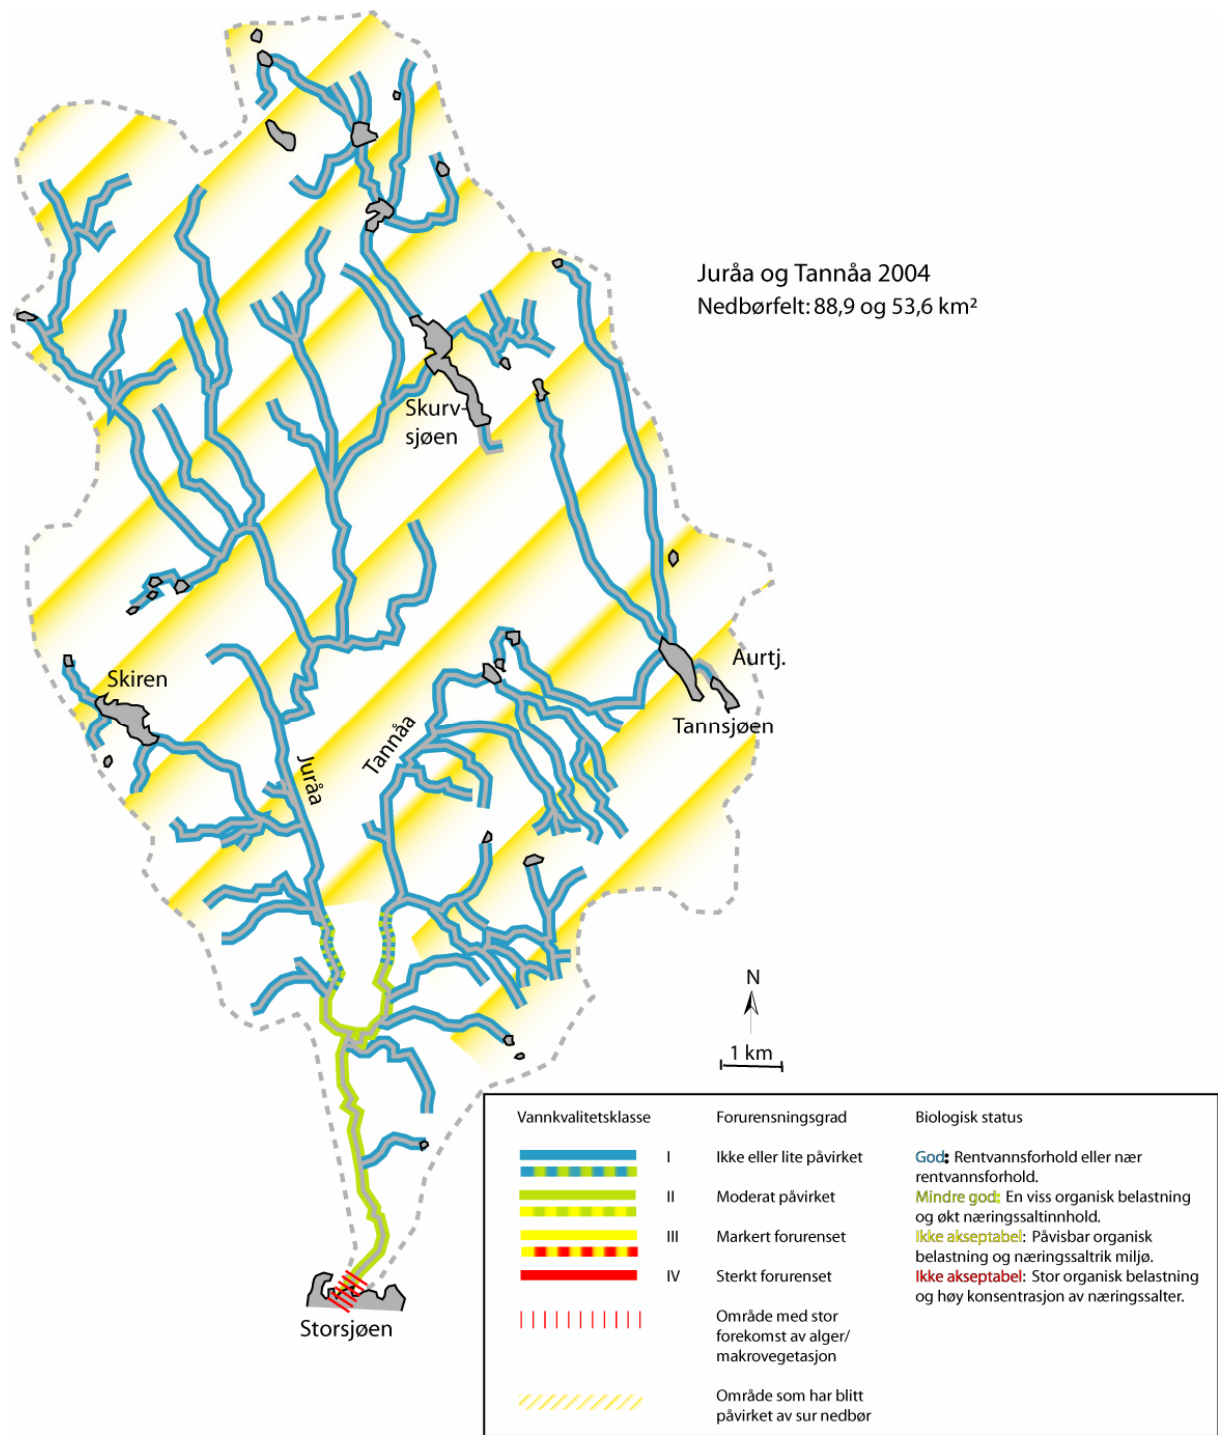 Juråa og Tannåa 2004
Nedbørfelt: 88,9 og 53,6 km²
Skurv-
sjøen
Aurtj.
Skiren
Tannsjøen
Tannåa
Juråa
N
1 km
Storsjøen
Vannkvalitetsklasse
Forurensningsgrad
Biologisk status
I
Ikke eller lite påvirket
God: Rentvannsforhold eller nær
rentvannsforhold.
II
Moderat påvirket
Mindre god: En viss organisk belastning
og økt næringssaltinnhold.
III
Markert forurenset
Ikke akseptabel: Påvisbar organisk
belastning og næringssaltrik miljø.
IV
Sterkt forurenset
Ikke akseptabel: Stor organisk belastning
og høy konsentrasjon av næringssalter.
Område med stor
forekomst av alger/
makrovegetasjon
Område som har blitt
påvirket av sur nedbør